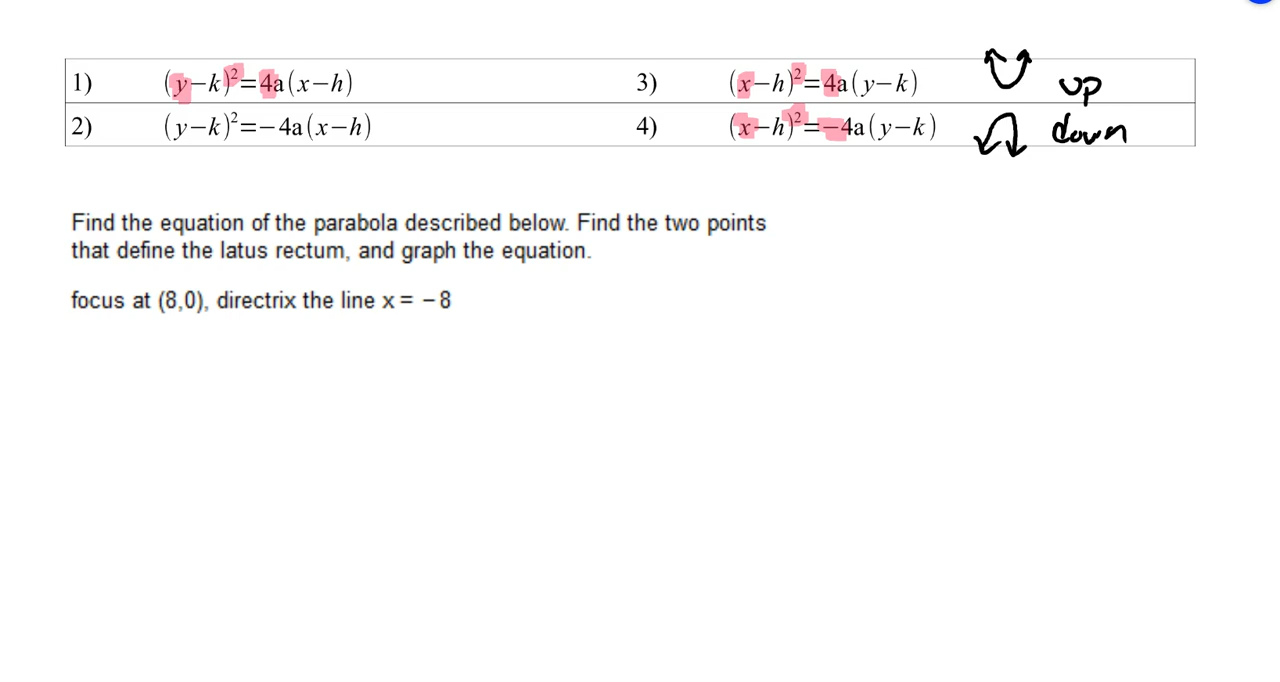 1) (y−k)²=4a(x−h) 3) (x−h)²=4a(y−k) up
2) (y−k)²=−4a(x−h) 4) (x−h)²=−4a(y−k) down
Find the equation of the parabola described below. Find the two points
that define the latus rectum, and graph the equation.
focus at (8,0), directrix the line x = −8